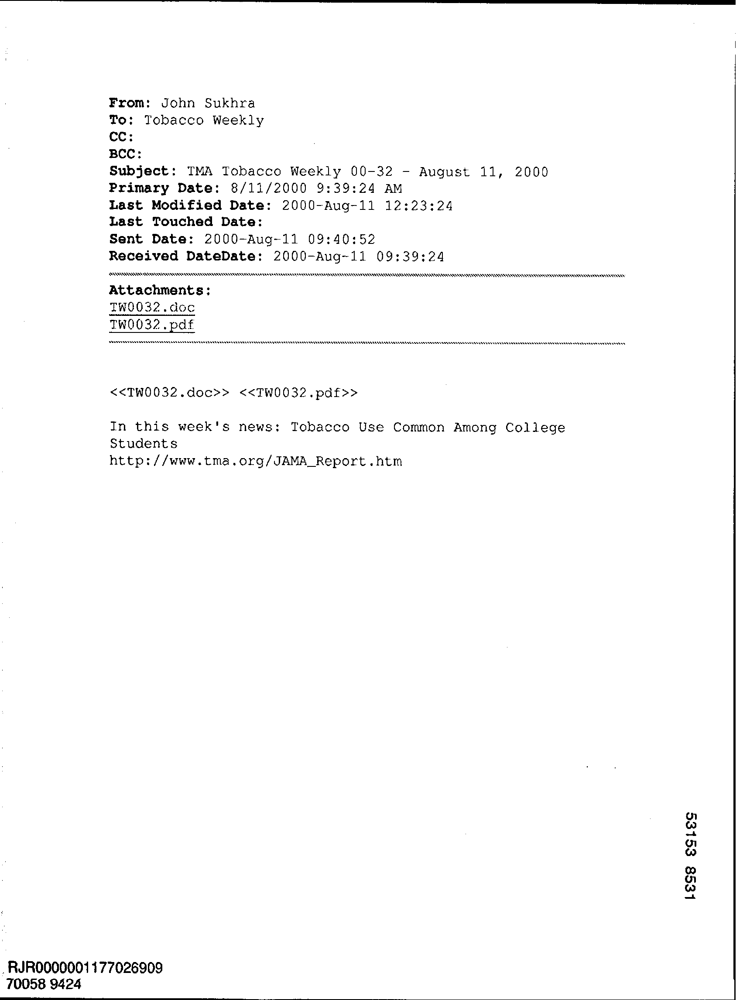 From: John Sukhra
To: Tobacco Weekly
CC:
BCC:
Subject: TMA Tobacco Weekly 00-32 - August 11, 2000
Primary Date: 8/11/2000 9:39:24 AM
Last Modified Date: 2000-Aug-11 12:23:24
Last Touched Date:
Sent Date: 2000-Aug-11 09:40:52
Received DateDate: 2000-Aug-11 09:39:24
Attachments:
TW0032.doc
TW0032.pdf
<<TW0032.doc>> <<TW0032.pdf>>
In this week's news: Tobacco Use Common Among College
Students
http://www.tma.org/JAMA_Report.htm
53153 8531
RJR0000001177026909
70058 9424